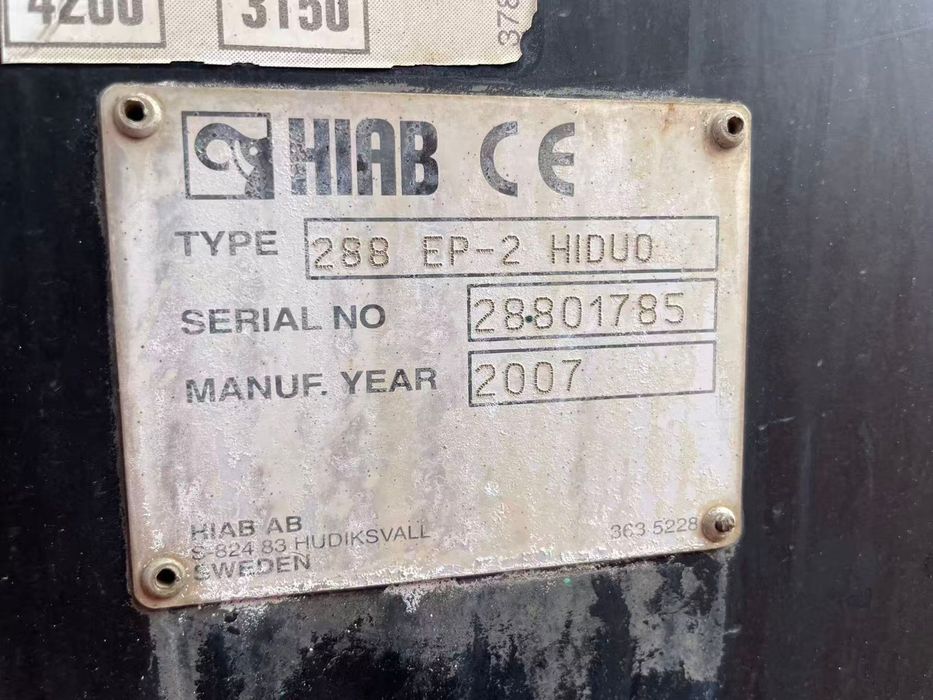 4200 3150
378
HIAB CE
TYPE 288 EP-2 HIDUO
SERIAL NO 28801785
MANUF. YEAR 2007
HIAB AB
S-824 83 HUDIKSVALL
SWEDEN
363 5228